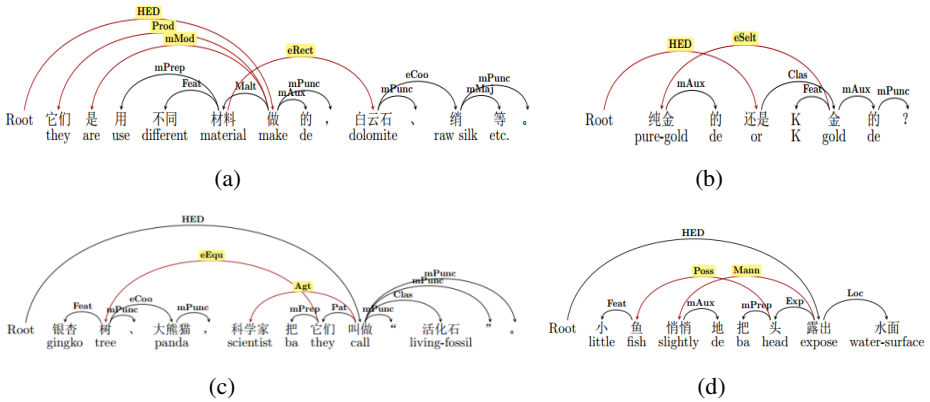 HED
Prod
mMod
eRect
mPrep
Feat
Malt
mAux
mPunc
eCoo
mPunc
mPunc
mMaj
Root 它们 是 用 不同 材料 做 的 , 白云石 、 绡 等 。
they are use different material make de dolomite raw silk etc.
(a)
HED
eSelt
mAux
Clas
Feat
mAux
mPunc
Root 纯金 的 还是 K 金 的 ?
pure-gold de or K gold de
(b)
HED
eEqu
Agt
Feat
mPunc
eCoo
mPunc
mPrep
Pat
mPunc
mPunc
Clas
Root 银杏 树 、 大熊猫 , 科学家 把 它们 叫做 “ 活化石 ” 。
gingko tree panda scientist ba they call living-fossil
(c)
HED
Poss
Mann
Feat
mAux
mPrep
Exp
Loc
Root 小 鱼 悄悄 地 把 头 露出 水面
little fish slightly de ba head expose water-surface
(d)